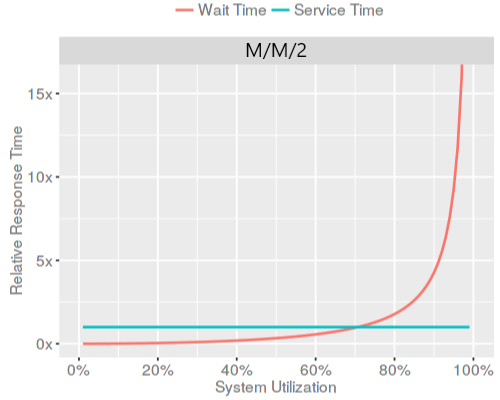 Wait Time Service Time
M/M/2
Relative Response Time
15x
10x
5x
0x
0% 20% 40% 60% 80% 100%
System Utilization